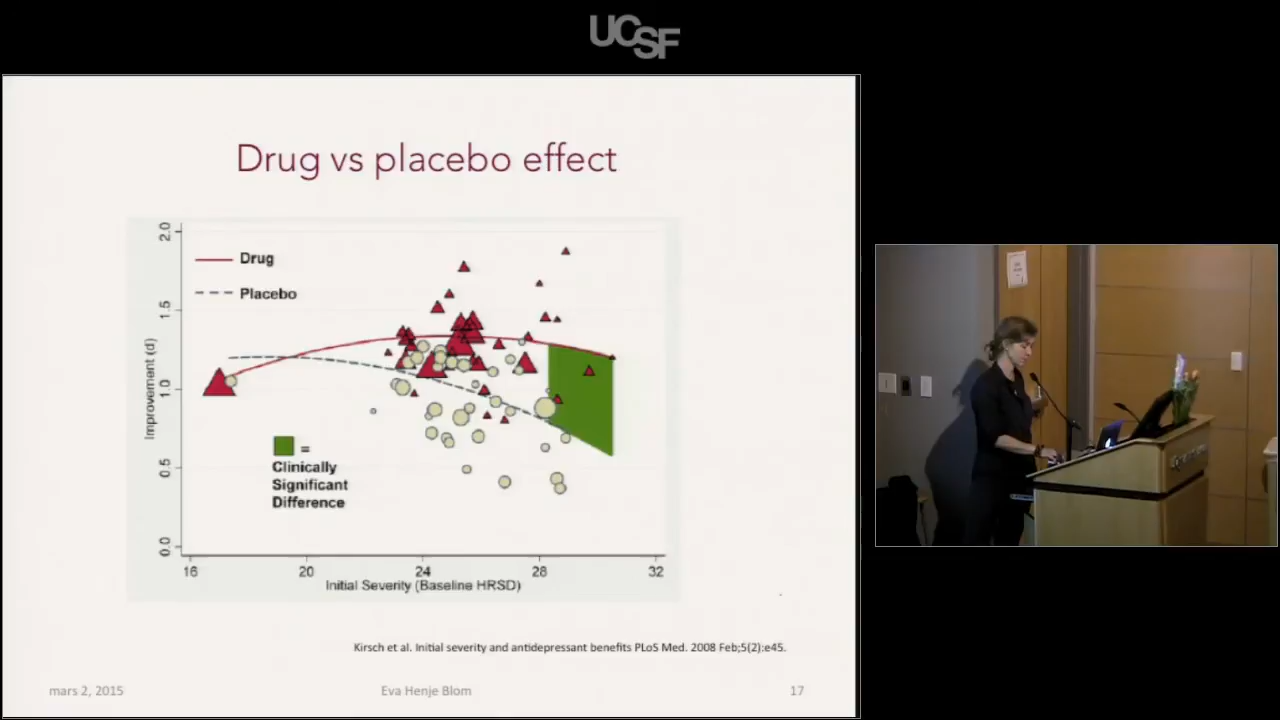 UCSF
Drug vs placebo effect
2.0
1.5
1.0
0.5
0.0
Improvement (d)
Drug
Placebo
=
Clinically
Significant
Difference
16 20 24 28 32
Initial Severity (Baseline HRSD)
Kirsch et al. Initial severity and antidepressant benefits PLoS Med. 2008 Feb;5(2):e45.
mars 2, 2015 Eva Henje Blom 17